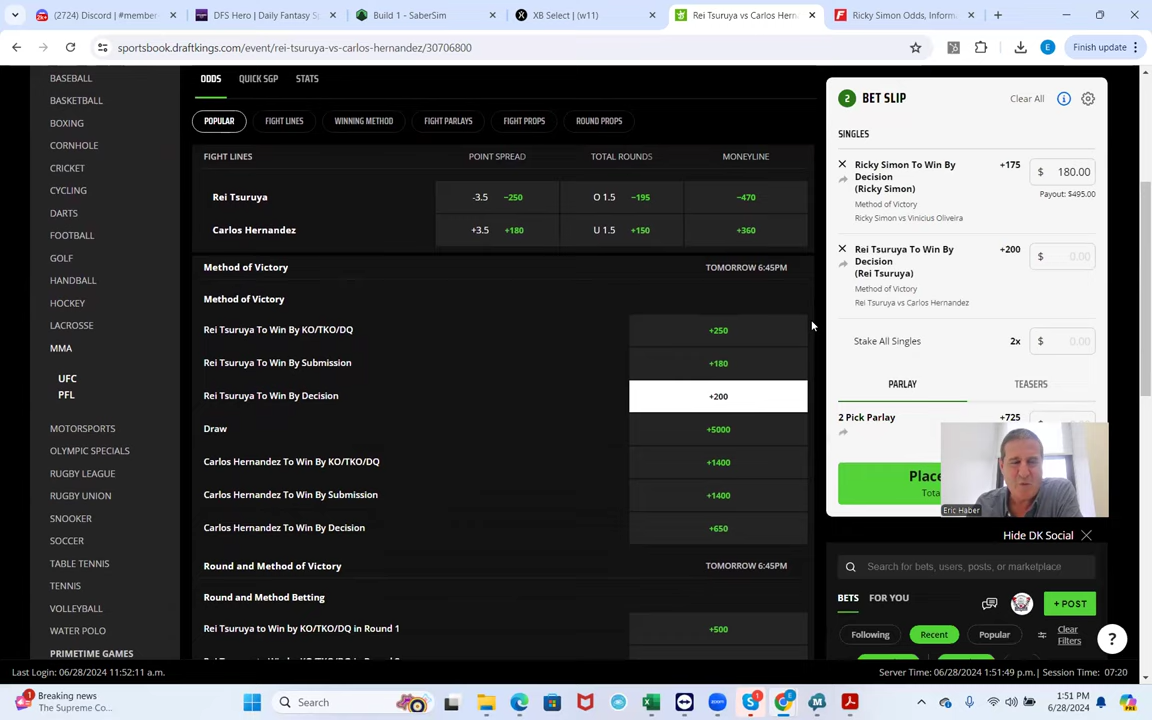 (2724) Discord | #member
DFS Hero | Daily Fantasy S
Build 1 - SaberSim
XB Select | (w11)
Rei Tsuruya vs Carlos Hernan
Ricky Simon Odds, Inform
sportsbook.draftkings.com/event/rei-tsuruya-vs-carlos-hernandez/30706800
E
Finish update
BASEBALL
BASKETBALL
BOXING
CORNHOLE
CRICKET
CYCLING
DARTS
FOOTBALL
GOLF
HANDBALL
HOCKEY
LACROSSE
MMA
UFC
PFL
MOTORSPORTS
OLYMPIC SPECIALS
RUGBY LEAGUE
RUGBY UNION
SNOOKER
SOCCER
TABLE TENNIS
TENNIS
VOLLEYBALL
WATER POLO
PRIMETIME GAMES
ODDS QUICK SGP STATS
POPULAR FIGHT LINES WINNING METHOD FIGHT PARLAYS FIGHT PROPS ROUND PROPS
FIGHT LINES POINT SPREAD TOTAL ROUNDS MONEYLINE
Rei Tsuruya -3.5 −250 O 1.5 −195 −470
Carlos Hernandez +3.5 +180 U 1.5 +150 +360
Method of Victory TOMORROW 6:45PM
Method of Victory
Rei Tsuruya To Win By KO/TKO/DQ +250
Rei Tsuruya To Win By Submission +180
Rei Tsuruya To Win By Decision +200
Draw +5000
Carlos Hernandez To Win By KO/TKO/DQ +1400
Carlos Hernandez To Win By Submission +1400
Carlos Hernandez To Win By Decision +650
Round and Method of Victory TOMORROW 6:45PM
Round and Method Betting
Rei Tsuruya to Win by KO/TKO/DQ in Round 1 +500
2 BET SLIP Clear All
SINGLES
Ricky Simon To Win By +175 $ 180.00
Decision
(Ricky Simon) Payout: $495.00
Method of Victory
Ricky Simon vs Vinicius Oliveira
Rei Tsuruya To Win By +200 $ 0.00
Decision
(Rei Tsuruya)
Method of Victory
Rei Tsuruya vs Carlos Hernandez
Stake All Singles 2x $ 0.00
PARLAY TEASERS
2 Pick Parlay +725
Place
Tota
Eric Haber
Hide DK Social
Search for bets, users, posts, or marketplace
BETS FOR YOU + POST
Following Recent Popular Clear
Filters
?
Last Login: 06/28/2024 11:52:11 a.m. Server Time: 06/28/2024 1:51:49 p.m. | Session Time: 07:20
1
Breaking news
The Supreme Co...
Search
1:51 PM
6/28/2024